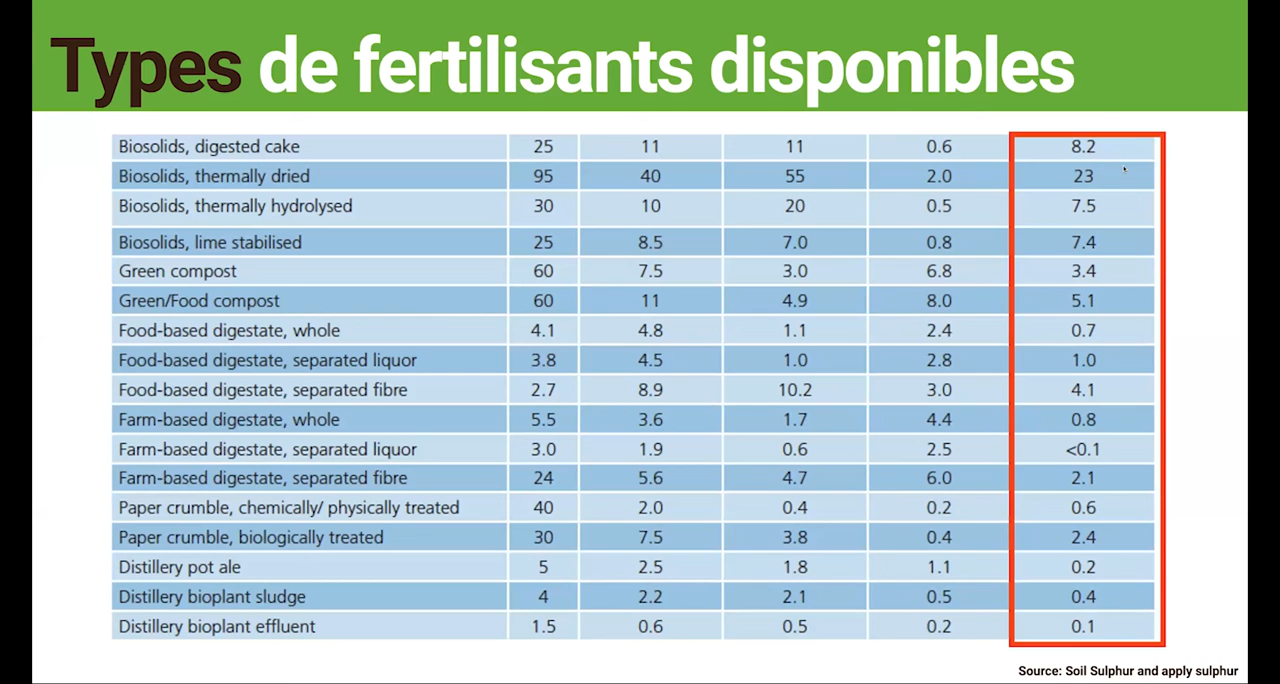 Types de fertilisants disponibles
Biosolids, digested cake 25 11 11 0.6 8.2
Biosolids, thermally dried 95 40 55 2.0 23
Biosolids, thermally hydrolysed 30 10 20 0.5 7.5
Biosolids, lime stabilised 25 8.5 7.0 0.8 7.4
Green compost 60 7.5 3.0 6.8 3.4
Green/Food compost 60 11 4.9 8.0 5.1
Food-based digestate, whole 4.1 4.8 1.1 2.4 0.7
Food-based digestate, separated liquor 3.8 4.5 1.0 2.8 1.0
Food-based digestate, separated fibre 2.7 8.9 10.2 3.0 4.1
Farm-based digestate, whole 5.5 3.6 1.7 4.4 0.8
Farm-based digestate, separated liquor 3.0 1.9 0.6 2.5 <0.1
Farm-based digestate, separated fibre 24 5.6 4.7 6.0 2.1
Paper crumble, chemically/ physically treated 40 2.0 0.4 0.2 0.6
Paper crumble, biologically treated 30 7.5 3.8 0.4 2.4
Distillery pot ale 5 2.5 1.8 1.1 0.2
Distillery bioplant sludge 4 2.2 2.1 0.5 0.4
Distillery bioplant effluent 1.5 0.6 0.5 0.2 0.1
Source: Soil Sulphur and apply sulphur